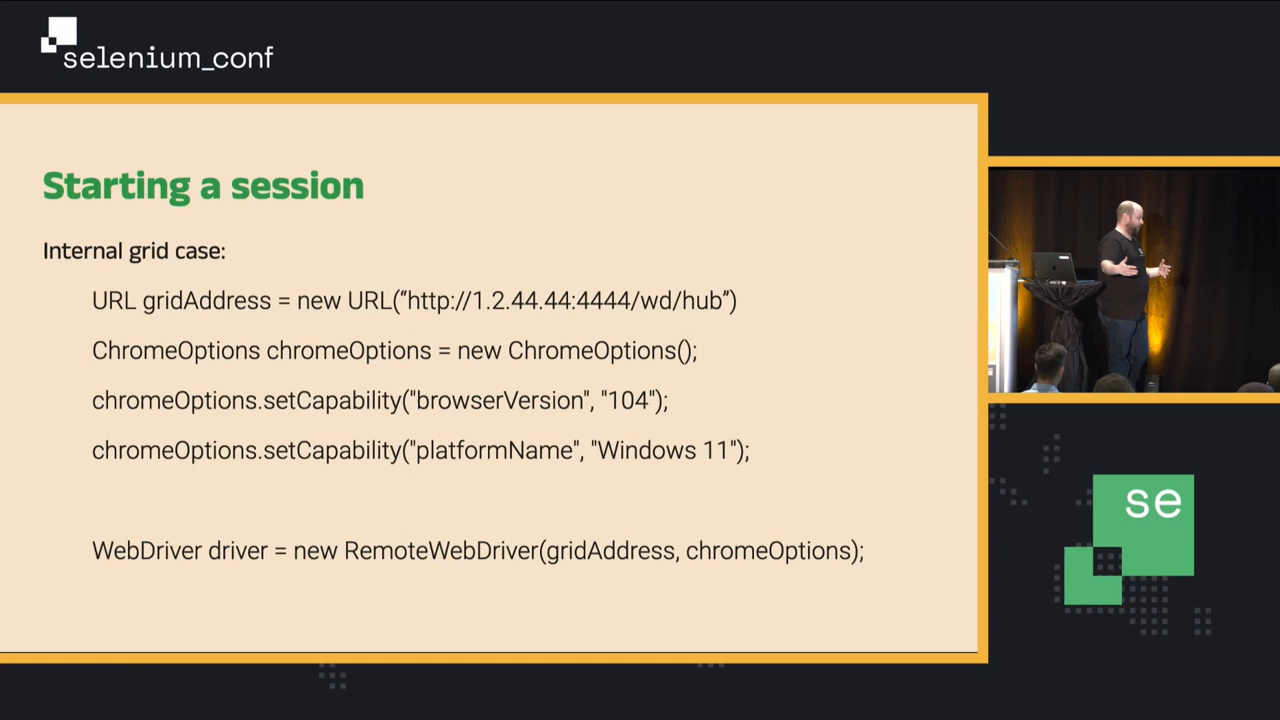 selenium_conf
Starting a session
Internal grid case:
URL gridAddress = new URL(“http://1.2.44.44:4444/wd/hub”)
ChromeOptions chromeOptions = new ChromeOptions();
chromeOptions.setCapability("browserVersion", "104");
chromeOptions.setCapability("platformName", "Windows 11");
WebDriver driver = new RemoteWebDriver(gridAddress, chromeOptions);
se